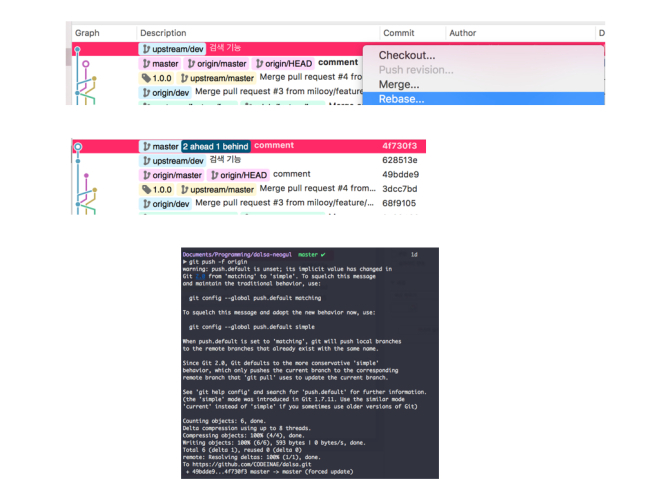 Graph Description Commit Author D
upstream/dev 검색 기능
master origin/master origin/HEAD comment
1.0.0 upstream/master Merge pull request #4 fro
origin/dev Merge pull request #3 from milooy/feature
Checkout...
Push revision...
Merge...
Rebase...
master 2 ahead 1 behind comment 4f730f3
upstream/dev 검색 기능 628513e
origin/master origin/HEAD comment 49bdde9
1.0.0 upstream/master Merge pull request #4 from... 3dcc7bd
origin/dev Merge pull request #3 from milooy/feature/... 68f9105
Documents/Programming/dalsa-neogul master ✔ 1d
▶ git push -f origin
warning: push.default is unset; its implicit value has changed in
Git from 'matching' to 'simple'. To squelch this message
and maintain the traditional behavior, use:
git config --global push.default matching
To squelch this message and adopt the new behavior now, use:
git config --global push.default simple
When push.default is set to 'matching', git will push local branches
to the remote branches that already exist with the same name.
Since Git 2.0, Git defaults to the more conservative 'simple'
behavior, which only pushes the current branch to the corresponding
remote branch that 'git pull' uses to update the current branch.
See 'git help config' and search for 'push.default' for further information.
(the 'simple' mode was introduced in Git 1.7.11. Use the similar mode
'current' instead of 'simple' if you sometimes use older versions of Git)
Counting objects: 6, done.
Delta compression using up to 8 threads.
Compressing objects: 100% (4/4), done.
Writing objects: 100% (6/6), 593 bytes | 0 bytes/s, done.
Total 6 (delta 1), reused 0 (delta 0)
remote: Resolving deltas: 100% (1/1), done.
To https://github.com/CODEINAE/dalsa.git
+ 49bdde9...4f730f3 master -> master (forced update)